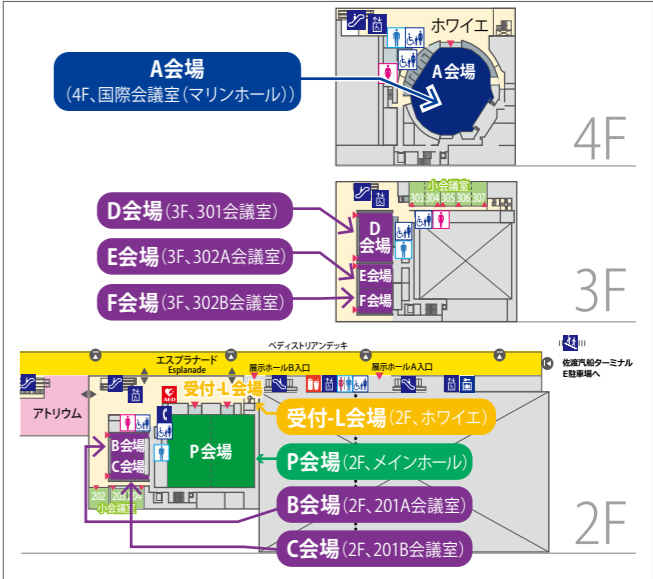 ホワイエ
A会場
(4F、国際会議室(マリンホール))
A会場
4F
小会議室
303 304 305 306 307
D会場(3F、301会議室)
D
会場
E会場(3F、302A会議室)
E会場
F会場(3F、302B会議室)
F会場
3F
ペディストリアンデッキ
エスプラナード
Esplanade
展示ホールB入口
展示ホールA入口
佐渡汽船ターミナル
E駐車場へ
アトリウム
AED
受付-L会場
受付-L会場(2F、ホワイエ)
B会場
C会場
P会場
P会場(2F、メインホール)
202 203 204
小会議室
B会場(2F、201A会議室)
C会場(2F、201B会議室)
2F